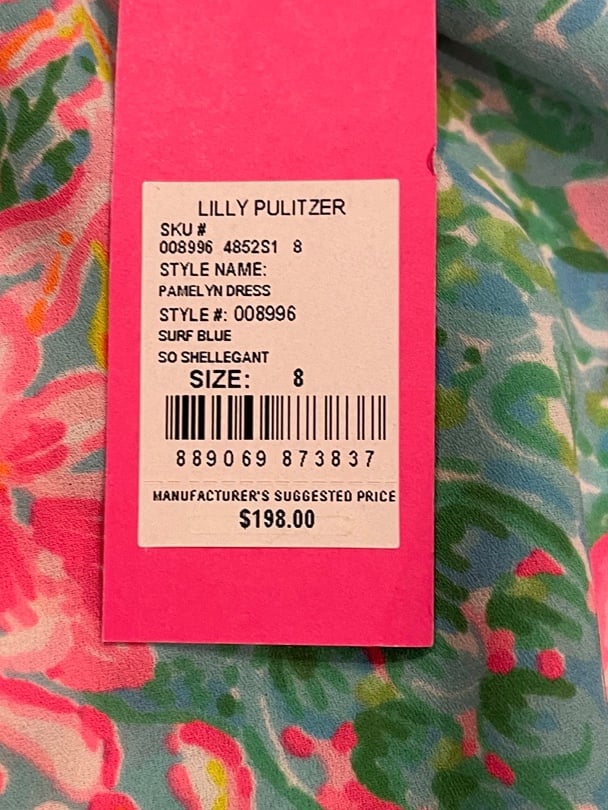 LILLY PULITZER
SKU #
008996 4852S1 8
STYLE NAME:
PAMELYN DRESS
STYLE #: 008996
SURF BLUE
SO SHELLEGANT
SIZE: 8
889069 873837
MANUFACTURER'S SUGGESTED PRICE
$198.00